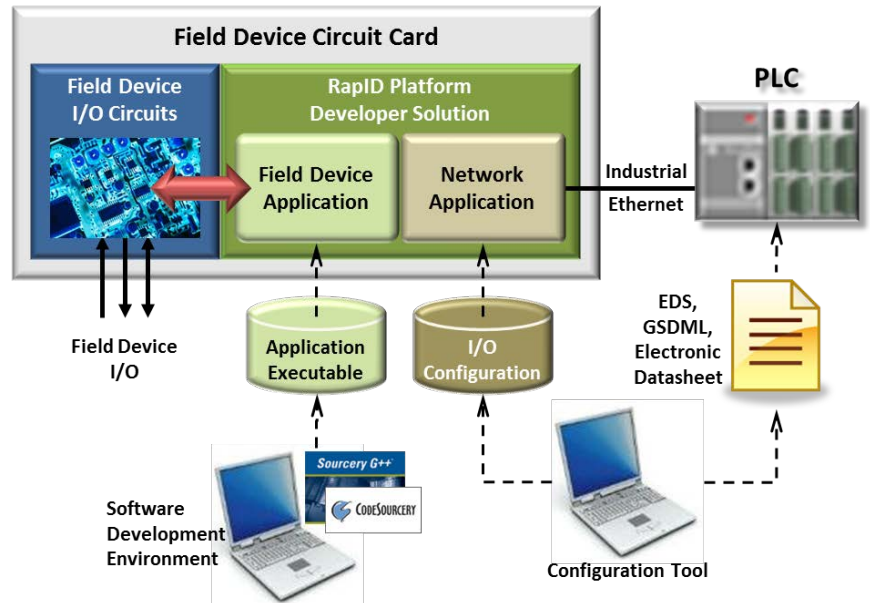 Field Device Circuit Card
Field Device
I/O Circuits
RapID Platform
Developer Solution
Field Device
Application
Network
Application
Industrial
Ethernet
PLC
Field Device
I/O
Application
Executable
I/O
Configuration
EDS,
GSDML,
Electronic
Datasheet
Sourcery G++
CODESOURCERY
Software
Development
Environment
Configuration Tool